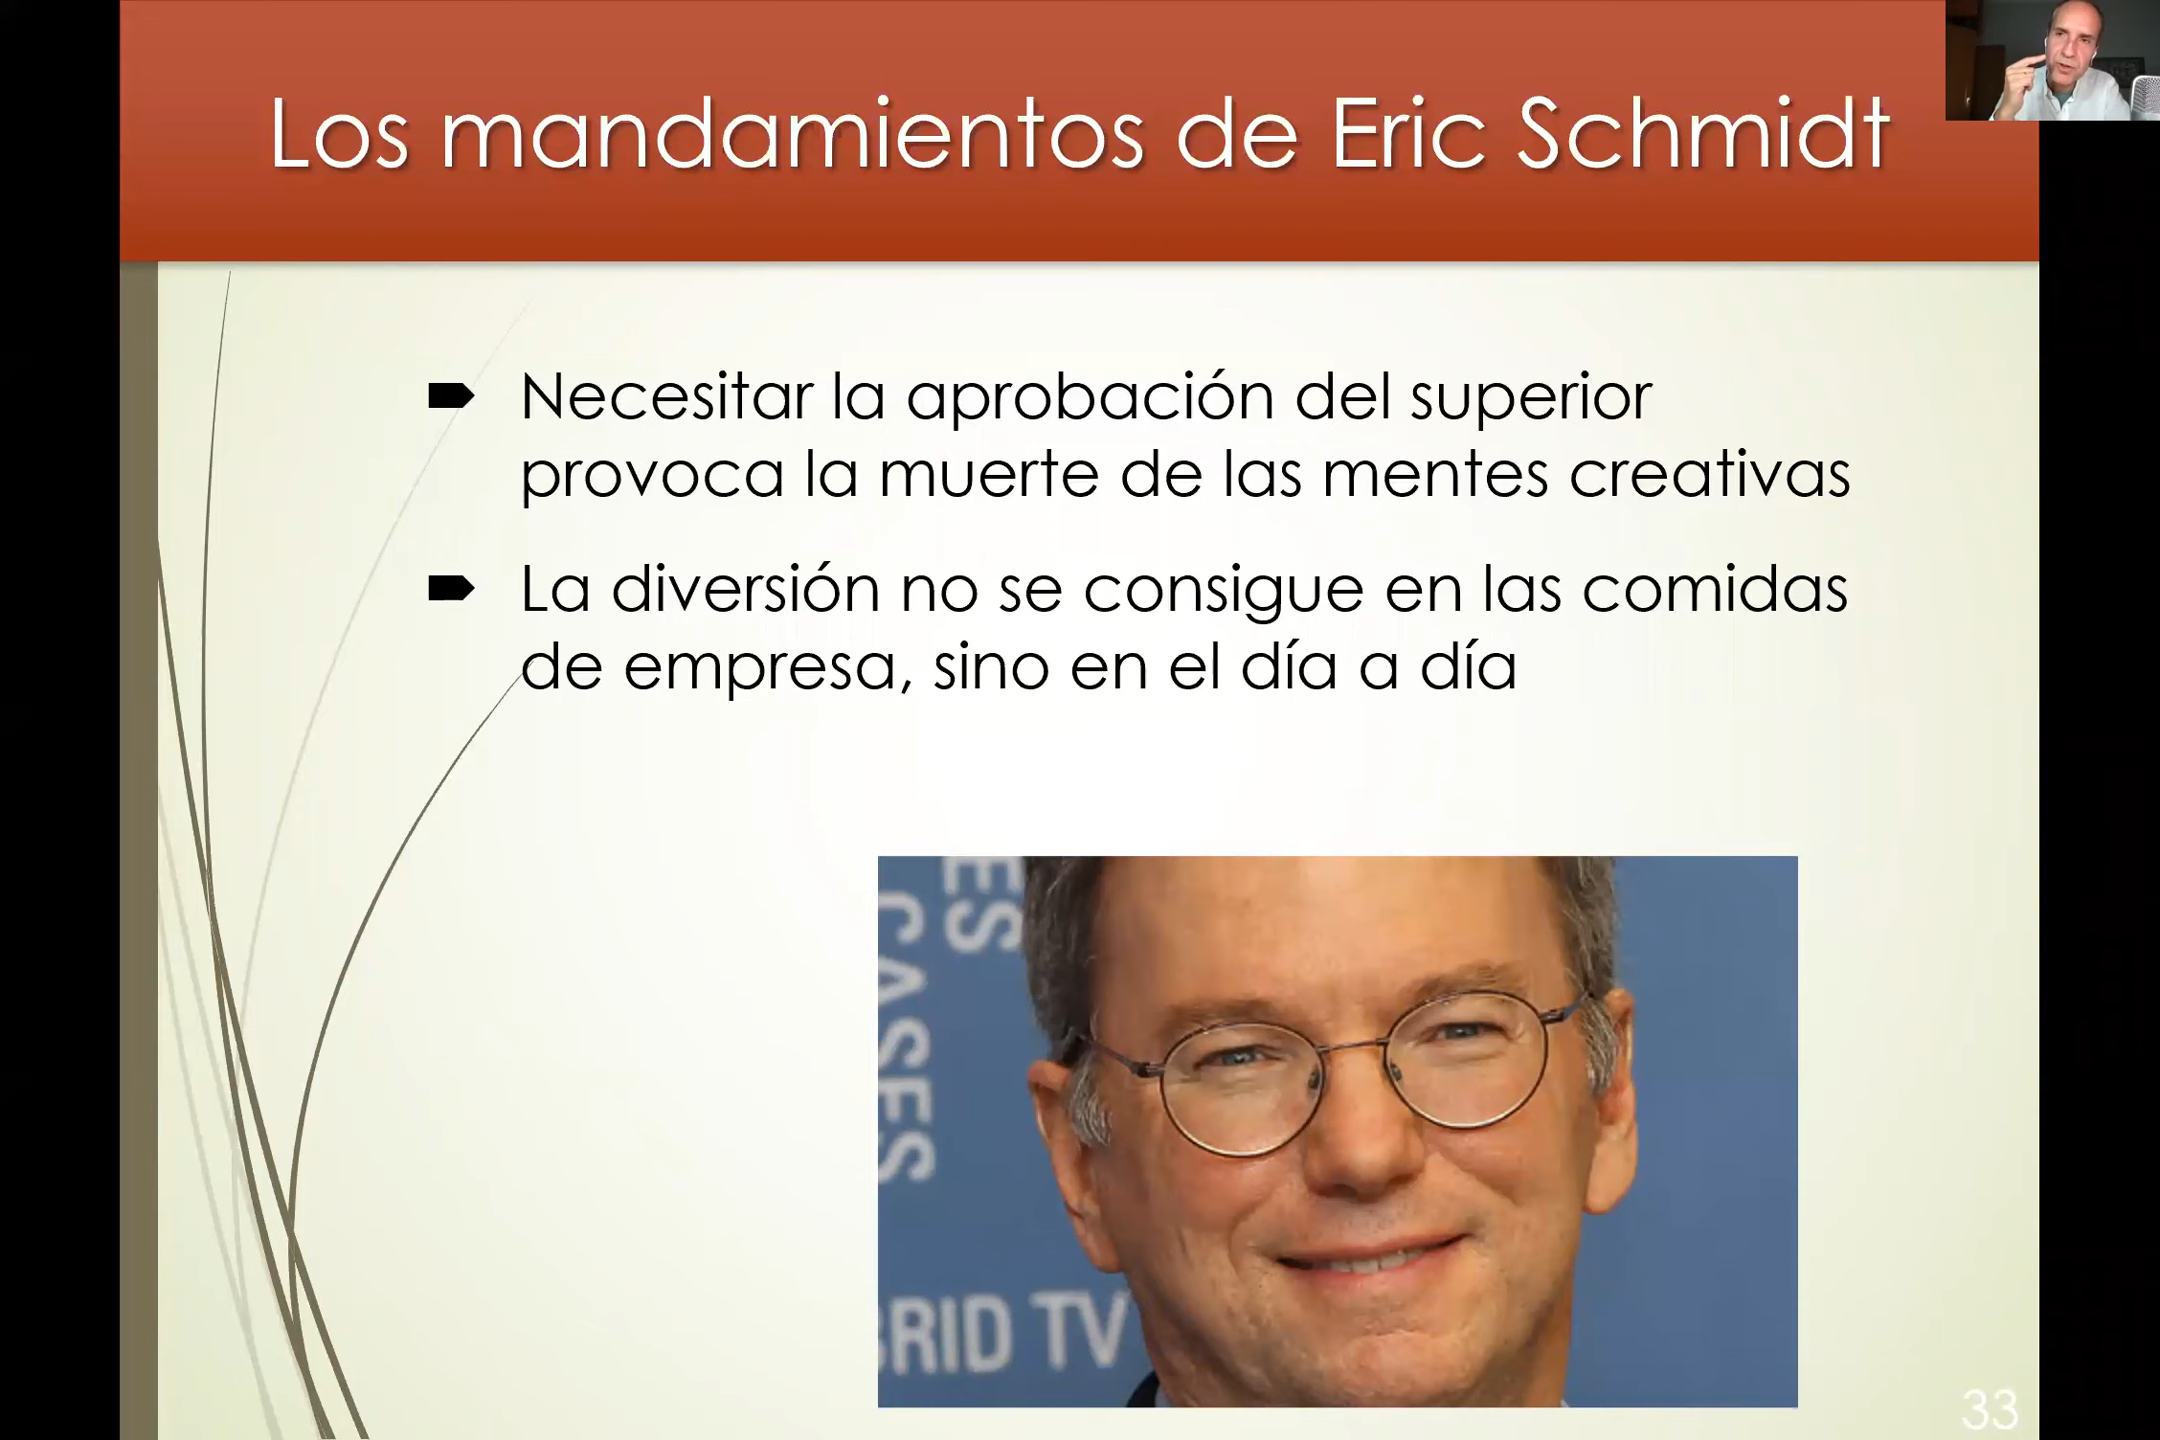 Los mandamientos de Eric Schmidt
Necesitar la aprobación del superior
provoca la muerte de las mentes creativas
La diversión no se consigue en las comidas
de empresa, sino en el día a día
ES
CASES
BRID TV
33